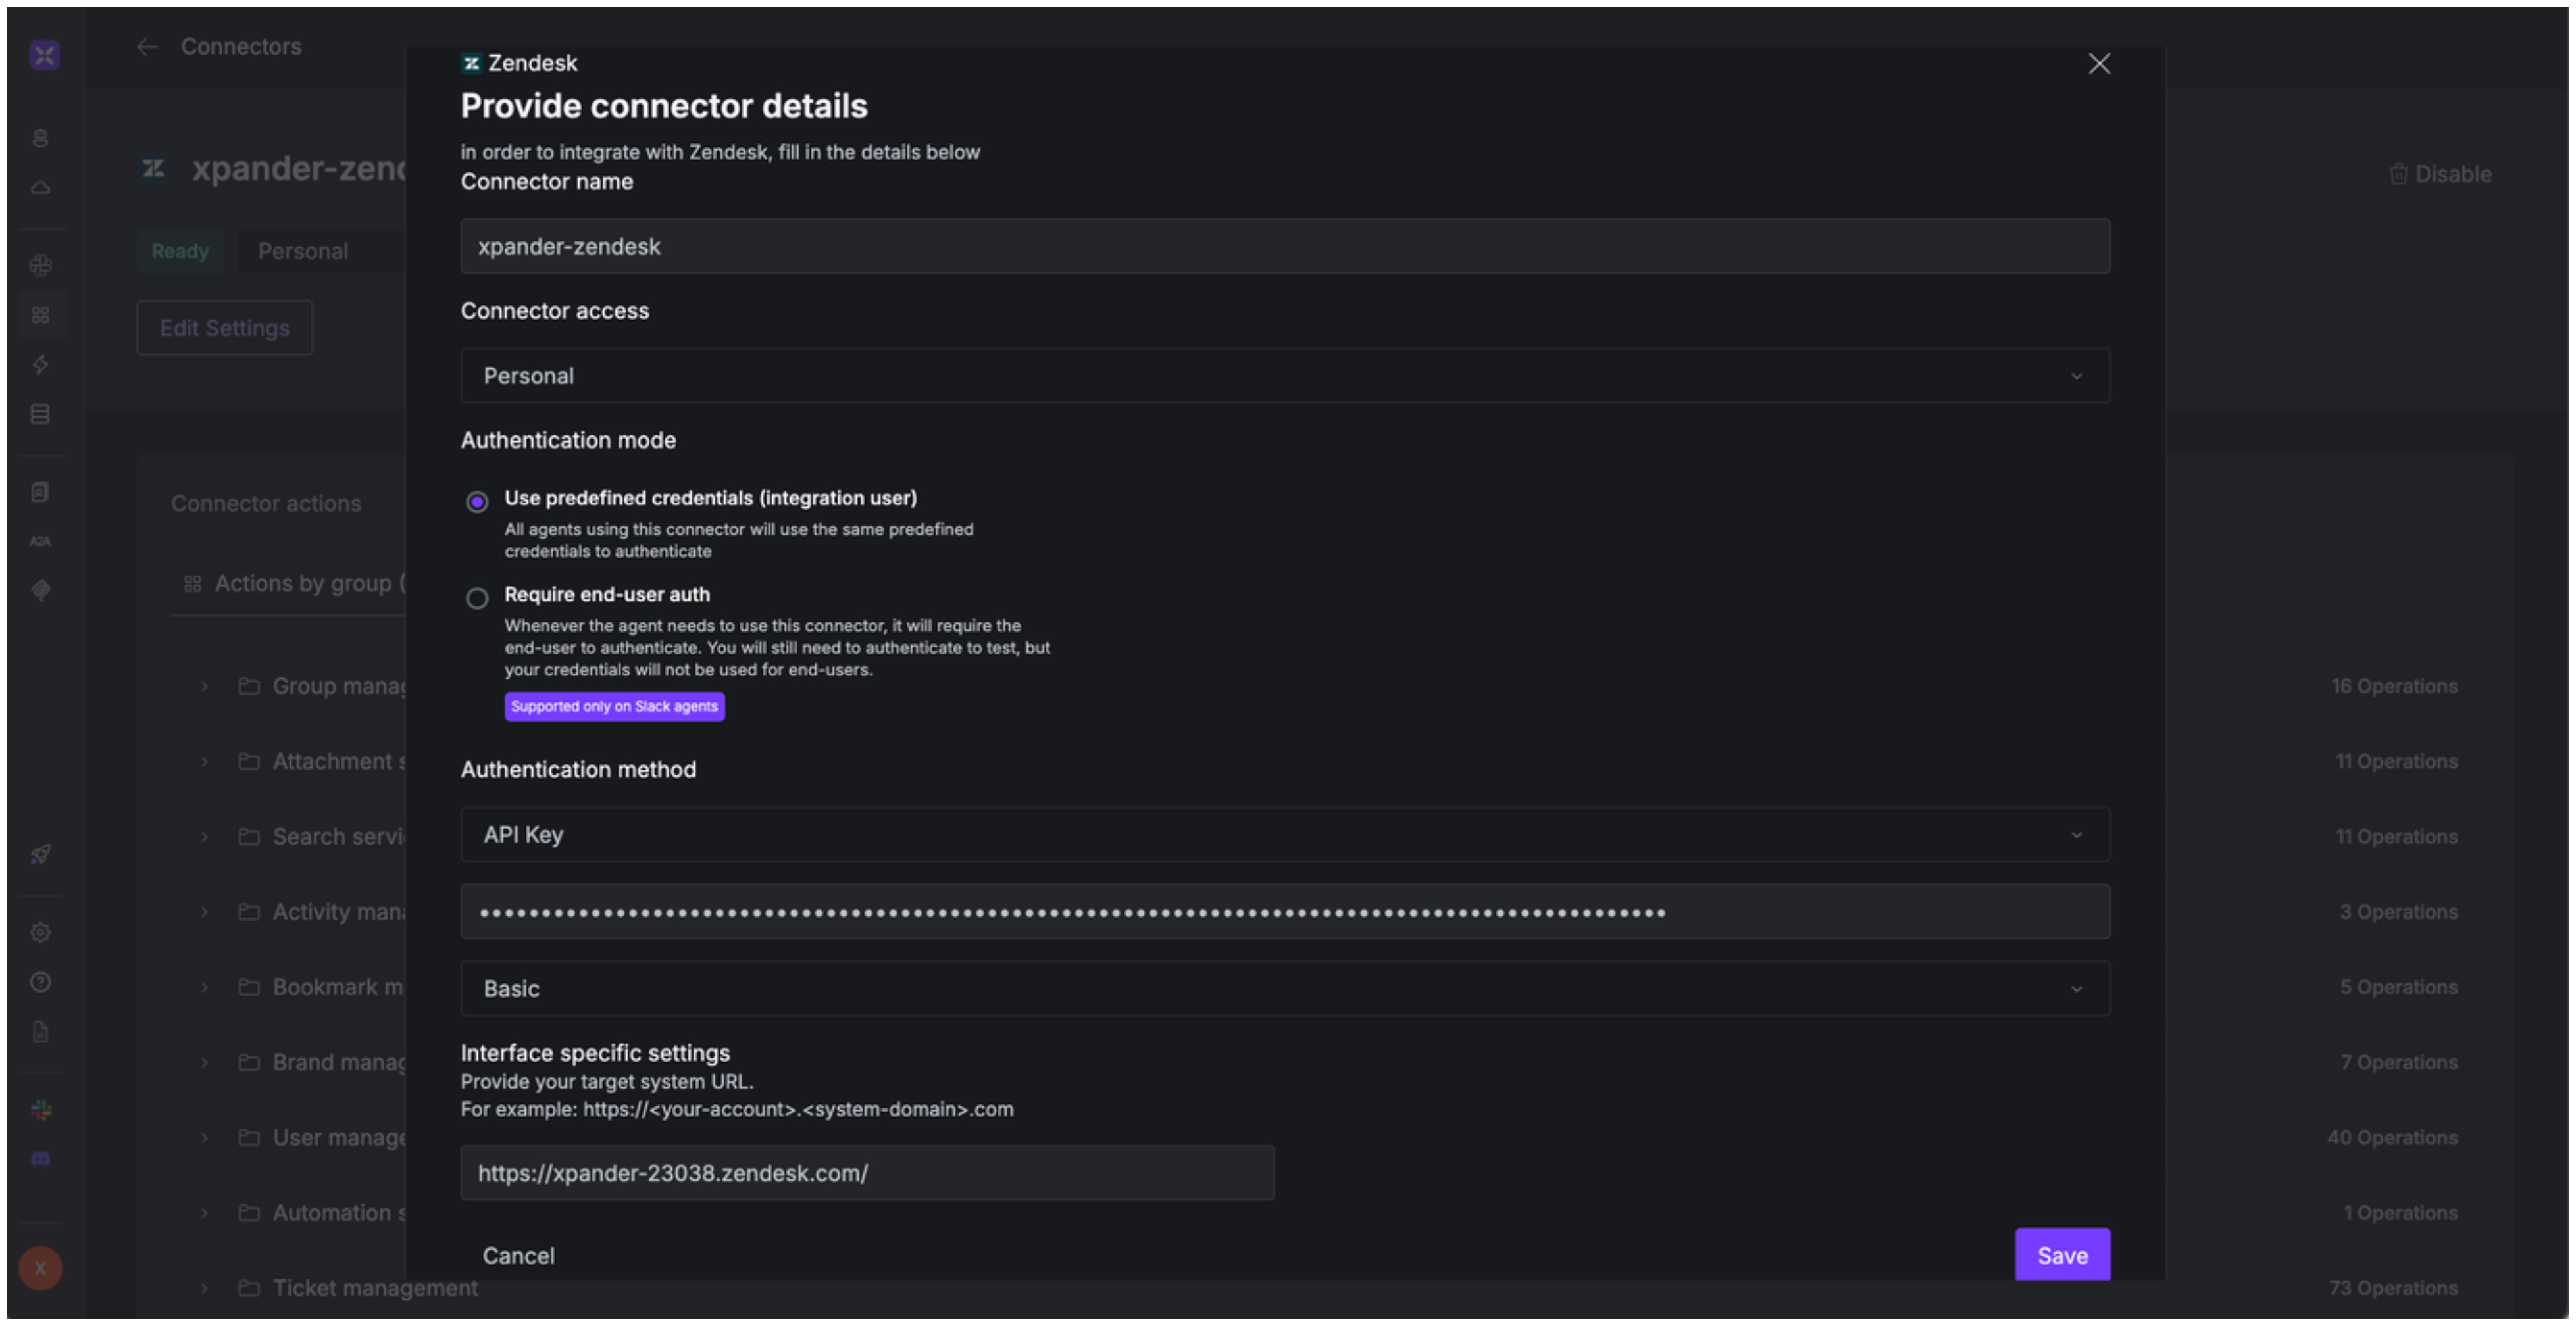 Connectors
xpander-zend
Disable
Ready
Personal
Edit Settings
Connector actions
Actions by group (
Group manag
16 Operations
Attachment s
11 Operations
Search servi
11 Operations
Activity mana
3 Operations
Bookmark m
5 Operations
Brand manag
7 Operations
User manage
40 Operations
Automation s
1 Operations
Ticket management
73 Operations
A2A
X
Zendesk
Provide connector details
in order to integrate with Zendesk, fill in the details below
Connector name
xpander-zendesk
Connector access
Personal
Authentication mode
Use predefined credentials (integration user)
All agents using this connector will use the same predefined
credentials to authenticate
Require end-user auth
Whenever the agent needs to use this connector, it will require the
end-user to authenticate. You will still need to authenticate to test, but
your credentials will not be used for end-users.
Supported only on Slack agents
Authentication method
API Key
Basic
Interface specific settings
Provide your target system URL.
For example: https://<your-account>.<system-domain>.com
https://xpander-23038.zendesk.com/
Cancel
Save